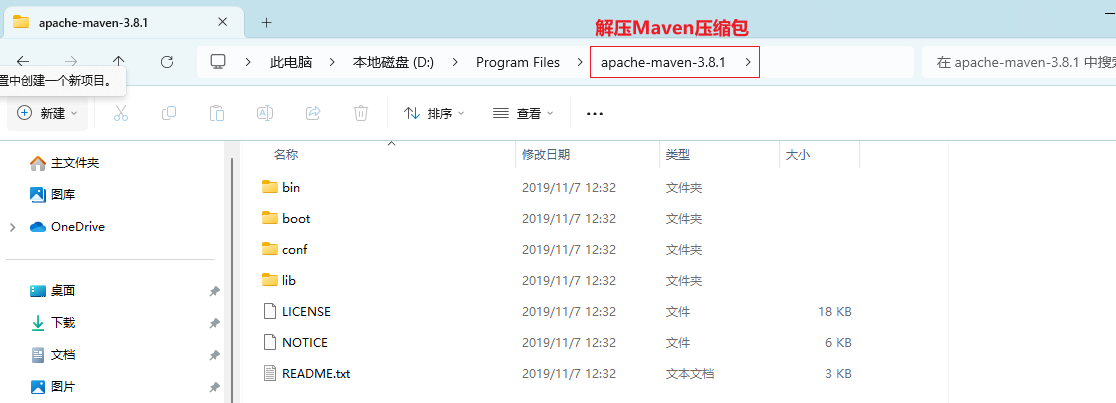 apache-maven-3.8.1
解压Maven压缩包
此电脑 本地磁盘 (D:) Program Files apache-maven-3.8.1
在 apache-maven-3.8.1 中搜
置中创建一个新项目。
新建 排序 查看
名称 修改日期 类型 大小
主文件夹
图库
OneDrive
桌面
下载
文档
图片
bin 2019/11/7 12:32 文件夹
boot 2019/11/7 12:32 文件夹
conf 2019/11/7 12:32 文件夹
lib 2019/11/7 12:32 文件夹
LICENSE 2019/11/7 12:32 文件 18 KB
NOTICE 2019/11/7 12:32 文件 6 KB
README.txt 2019/11/7 12:32 文本文档 3 KB